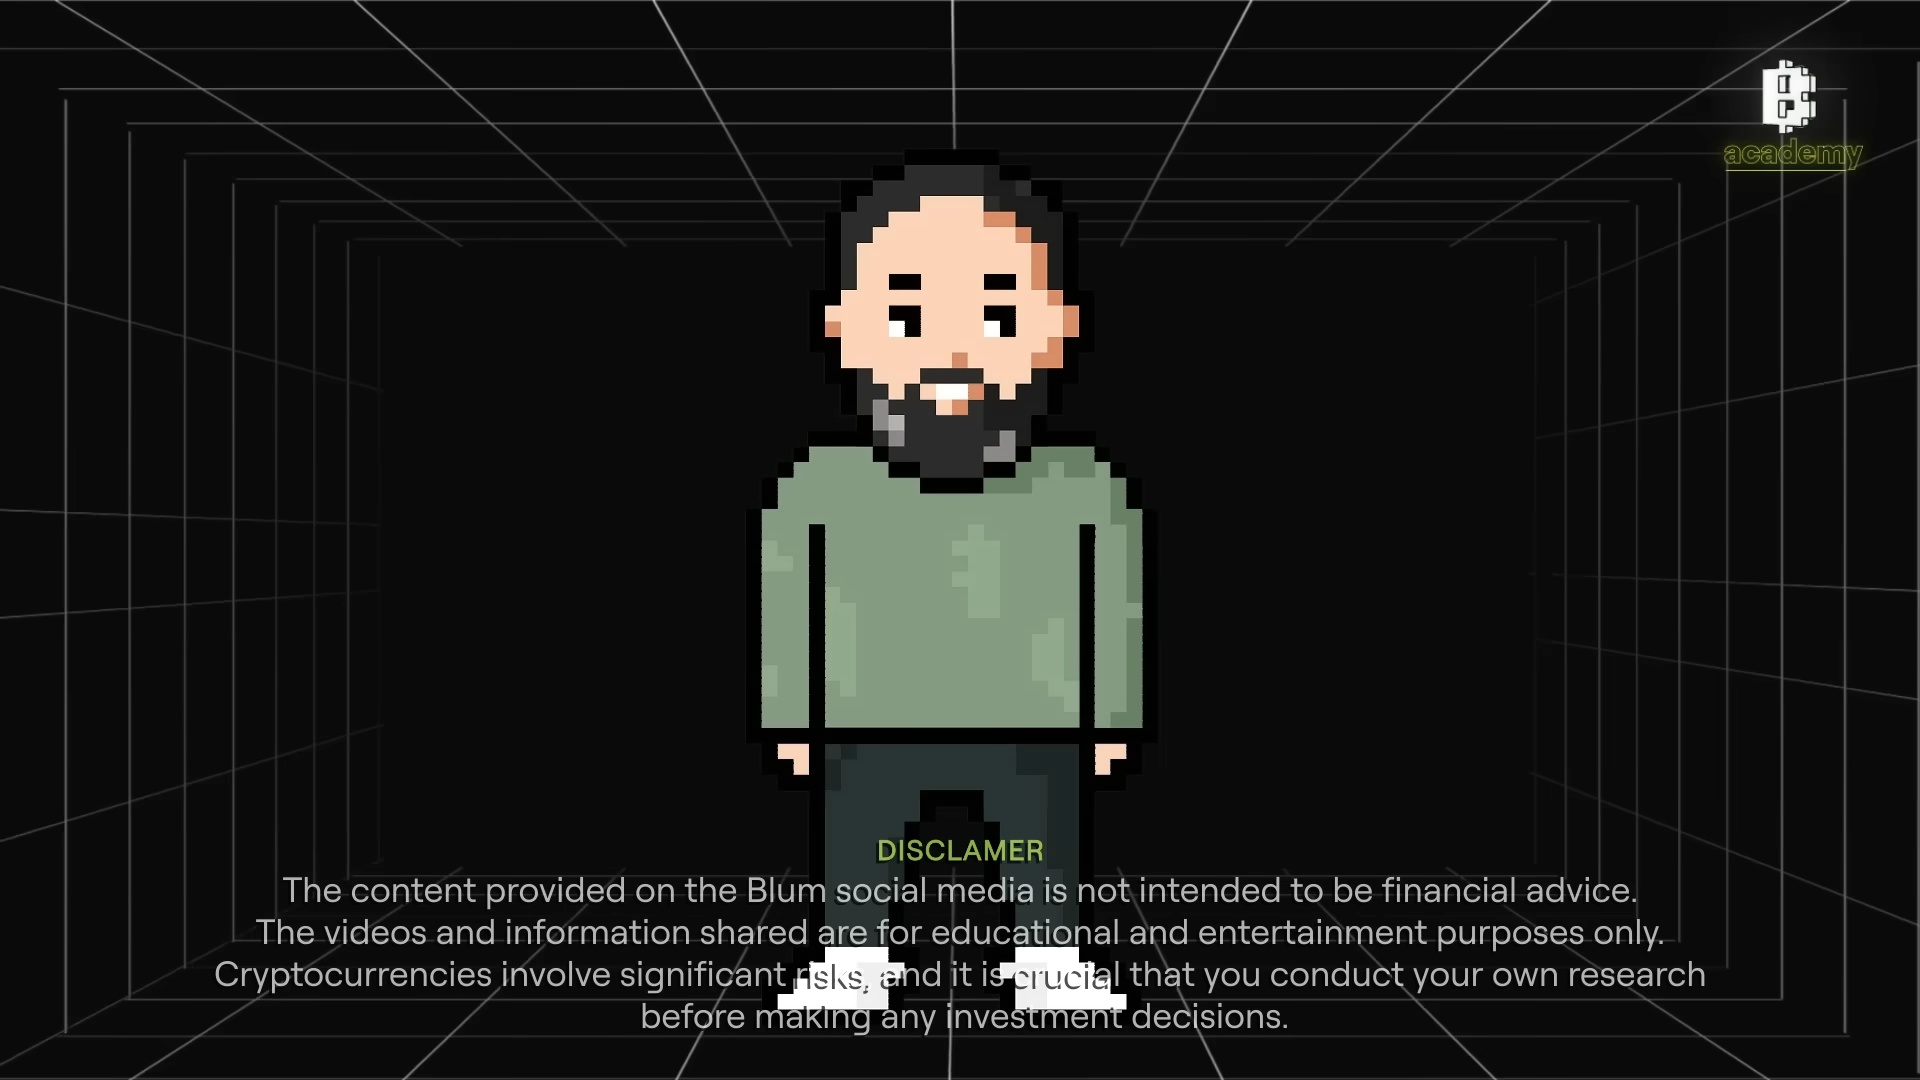 B
academy
DISCLAMER
The content provided on the Blum social media is not intended to be financial advice.
The videos and information shared are for educational and entertainment purposes only.
Cryptocurrencies involve significant risks, and it is crucial that you conduct your own research
before making any investment decisions.